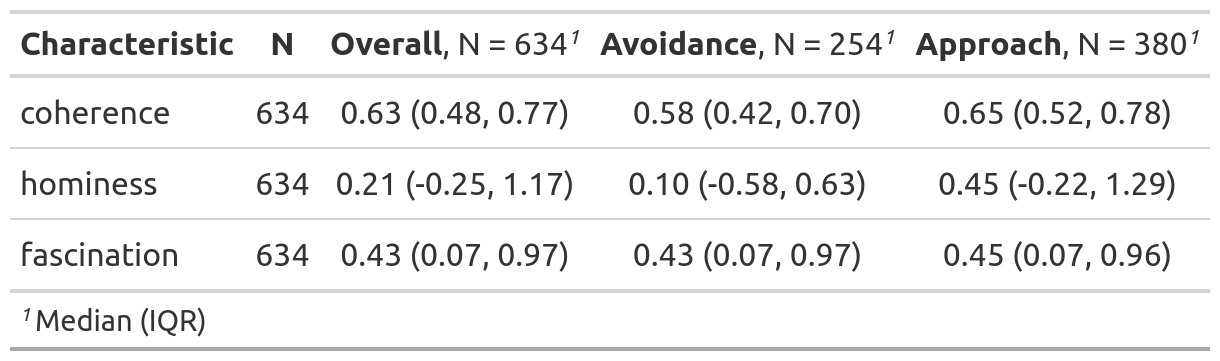 Characteristic N Overall, N = 634¹ Avoidance, N = 254¹ Approach, N = 380¹
coherence 634 0.63 (0.48, 0.77) 0.58 (0.42, 0.70) 0.65 (0.52, 0.78)
hominess 634 0.21 (-0.25, 1.17) 0.10 (-0.58, 0.63) 0.45 (-0.22, 1.29)
fascination 634 0.43 (0.07, 0.97) 0.43 (0.07, 0.97) 0.45 (0.07, 0.96)
¹ Median (IQR)